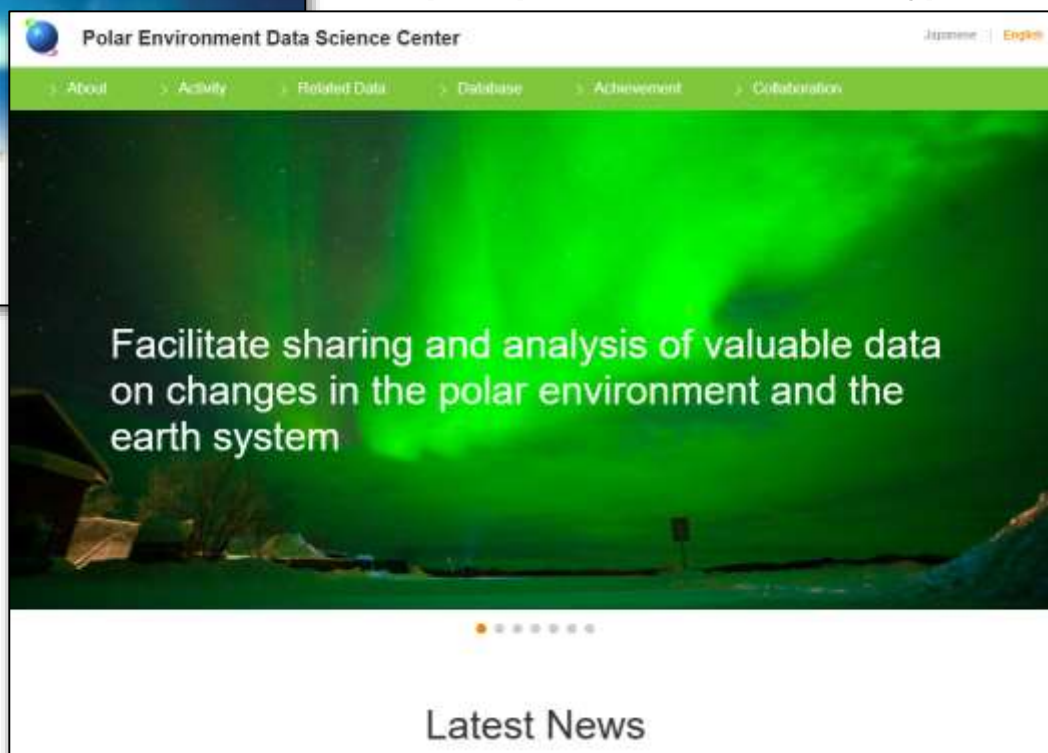 Polar Environment Data Science Center
Japanese | English
> About > Activity > Related Data > Database > Achievement > Collaboration
Facilitate sharing and analysis of valuable data
on changes in the polar environment and the
earth system
Latest News